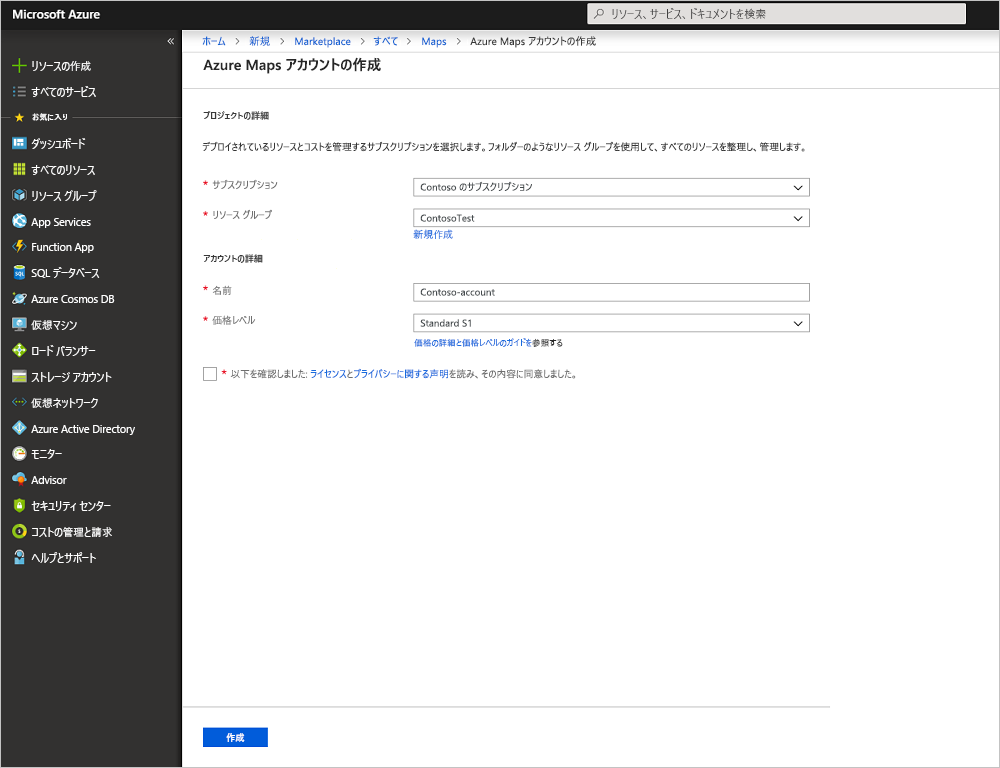 Microsoft Azure
リソース、サービス、ドキュメントを検索
«
ホーム > 新規 > Marketplace > すべて > Maps > Azure Maps アカウントの作成
Azure Maps アカウントの作成
リソースの作成
すべてのサービス
お気に入り
ダッシュボード
すべてのリソース
リソース グループ
App Services
Function App
SQL データベース
Azure Cosmos DB
仮想マシン
ロード バランサー
ストレージ アカウント
仮想ネットワーク
Azure Active Directory
モニター
Advisor
セキュリティ センター
コストの管理と請求
ヘルプとサポート
プロジェクトの詳細
デプロイされているリソースとコストを管理するサブスクリプションを選択します。フォルダーのようなリソース グループを使用して、すべてのリソースを整理し、管理します。
* サブスクリプション
Contoso のサブスクリプション
* リソース グループ
ContosoTest
新規作成
アカウントの詳細
* 名前
Contoso-account
* 価格レベル
Standard S1
価格の詳細と価格レベルのガイドを参照する
* 以下を確認しました: ライセンスとプライバシーに関する声明を読み、その内容に同意しました。
作成